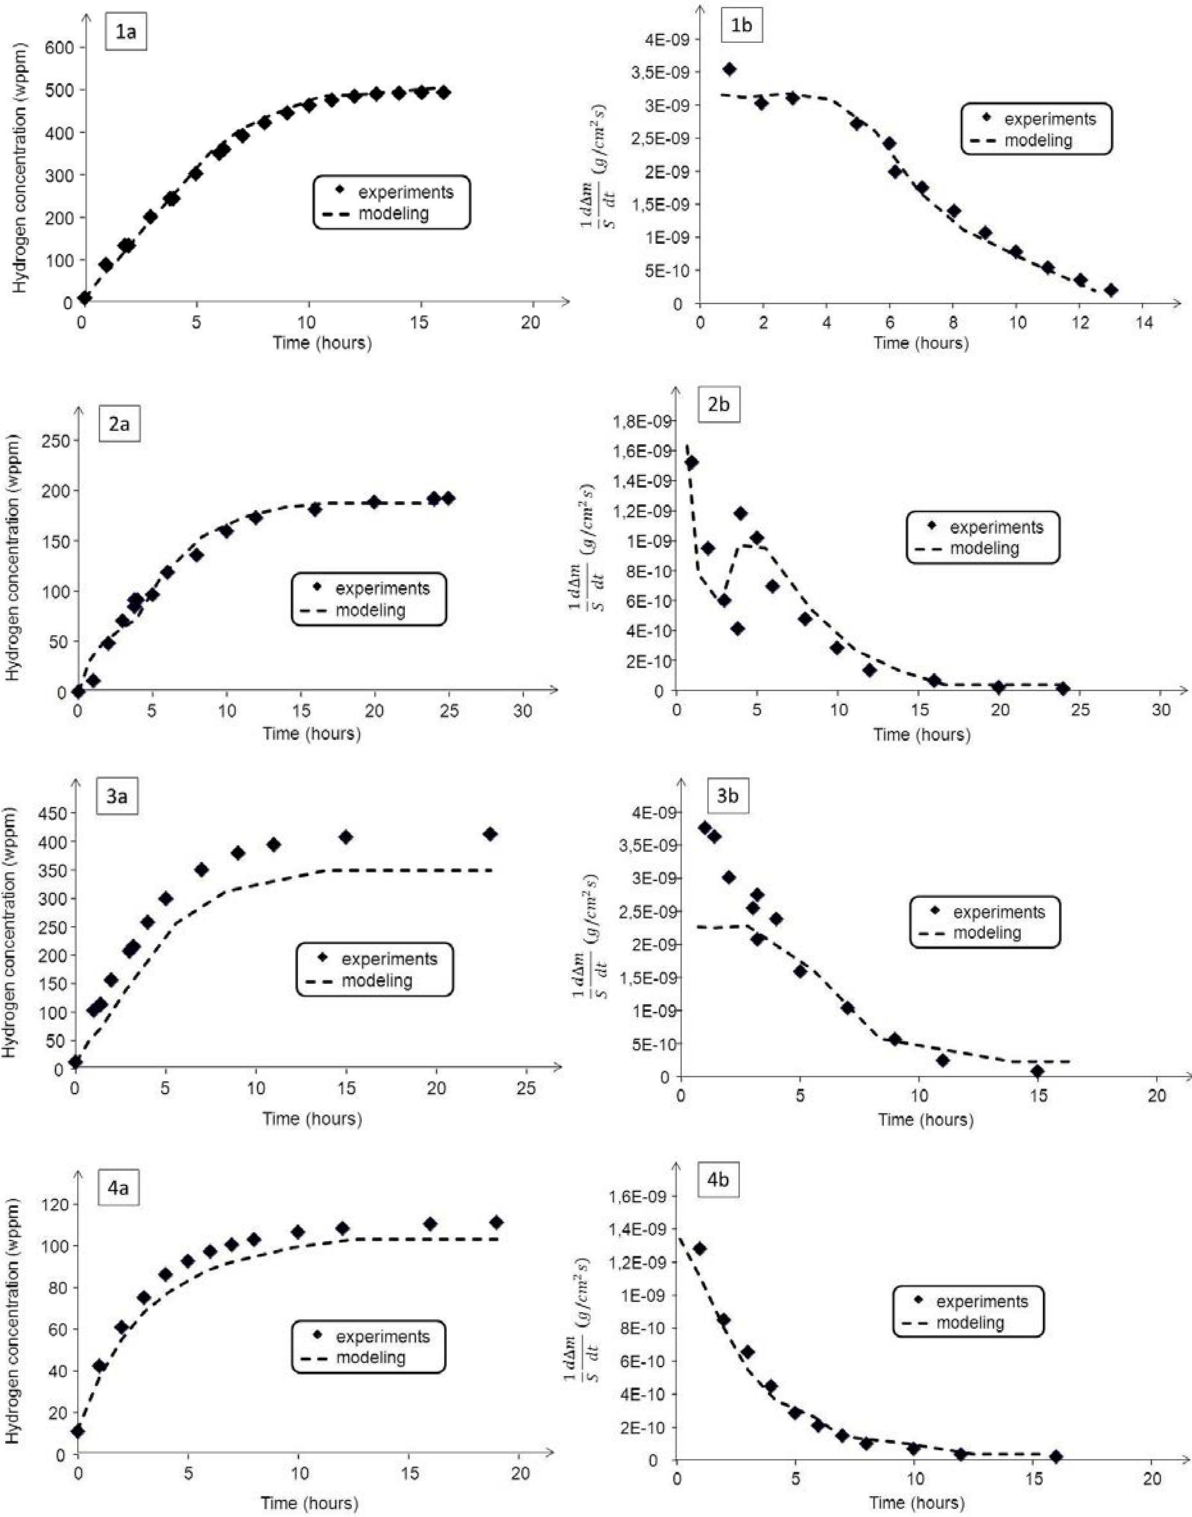 1a
Hydrogen concentration (wppm)
600
500
400
300
200
100
0
experiments
modeling
0 5 10 15 20
Time (hours)
1b
1/S dΔm/dt (g/cm² s)
4E-09
3,5E-09
3E-09
2,5E-09
2E-09
1,5E-09
1E-09
5E-10
0
experiments
modeling
0 2 4 6 8 10 12 14
Time (hours)
2a
Hydrogen concentration (wppm)
250
200
150
100
50
0
experiments
modeling
0 5 10 15 20 25 30
Time (hours)
2b
1/S dΔm/dt (g/cm² s)
1,8E-09
1,6E-09
1,4E-09
1,2E-09
1E-09
8E-10
6E-10
4E-10
2E-10
0
experiments
modeling
0 5 10 15 20 25 30
Time (hours)
3a
Hydrogen concentration (wppm)
450
400
350
300
250
200
150
100
50
0
experiments
modeling
0 5 10 15 20 25
Time (hours)
3b
1/S dΔm/dt (g/cm² s)
4E-09
3,5E-09
3E-09
2,5E-09
2E-09
1,5E-09
1E-09
5E-10
0
experiments
modeling
0 5 10 15 20
Time (hours)
4a
Hydrogen concentration (wppm)
120
100
80
60
40
20
0
experiments
modeling
0 5 10 15 20
Time (hours)
4b
1/S dΔm/dt (g/cm² s)
1,6E-09
1,4E-09
1,2E-09
1E-09
8E-10
6E-10
4E-10
2E-10
0
experiments
modeling
0 5 10 15 20
Time (hours)